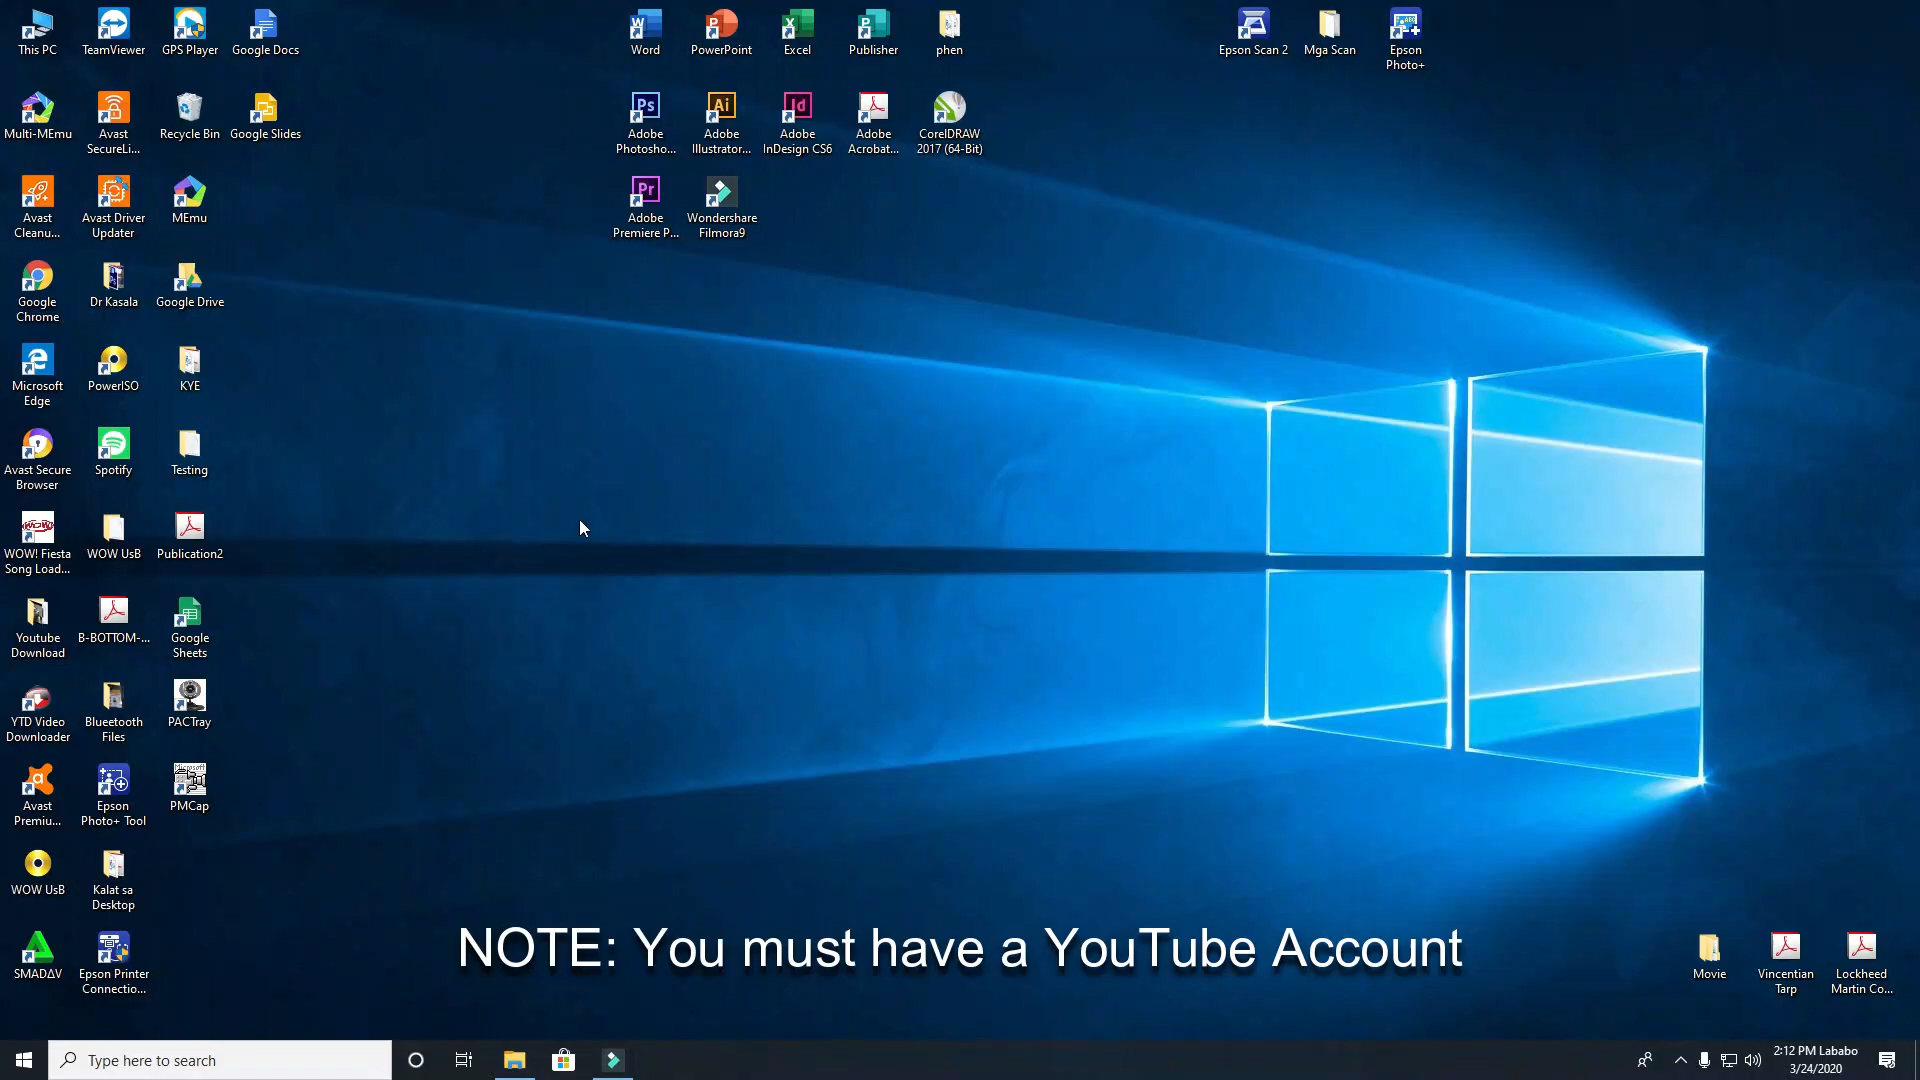 This PC
TeamViewer
GPS Player
Google Docs
Word
PowerPoint
Excel
Publisher
phen
Epson Scan 2
Mga Scan
Epson
Photo+
Multi-MEmu
Avast
SecureLi...
Recycle Bin
Google Slides
Ps
Adobe
Photosho...
Ai
Adobe
Illustrator...
Id
Adobe
InDesign CS6
Adobe
Acrobat...
CorelDRAW
2017 (64-Bit)
Avast
Cleanu...
Avast Driver
Updater
MEmu
Pr
Adobe
Premiere P...
Wondershare
Filmora9
Google
Chrome
Dr Kasala
Google Drive
Microsoft
Edge
PowerISO
KYE
Avast Secure
Browser
Spotify
Testing
WOW! Fiesta
Song Load...
WOW UsB
Publication2
Youtube
Download
B-BOTTOM-...
Google
Sheets
YTD Video
Downloader
Blueetooth
Files
PACTray
Avast
Premiu...
Epson
Photo+ Tool
PMCap
WOW UsB
Kalat sa
Desktop
SMADΔV
Epson Printer
Connectio...
NOTE: You must have a YouTube Account
Movie
Vincentian
Tarp
Lockheed
Martin Co...
Type here to search
2:12 PM Lababo
3/24/2020